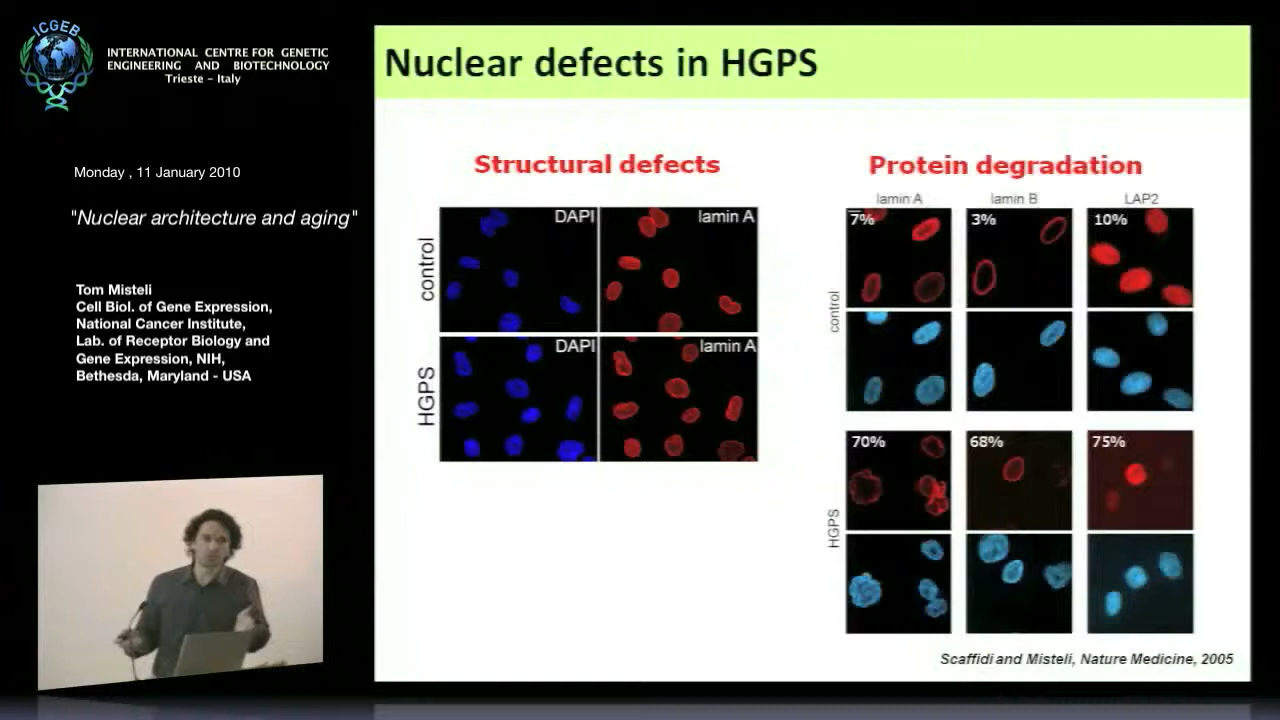 ICGEB
INTERNATIONAL CENTRE FOR GENETIC
ENGINEERING AND BIOTECHNOLOGY
Trieste - Italy
Monday , 11 January 2010
"Nuclear architecture and aging"
Tom Misteli
Cell Biol. of Gene Expression,
National Cancer Institute,
Lab. of Receptor Biology and
Gene Expression, NIH,
Bethesda, Maryland - USA
Nuclear defects in HGPS
Structural defects
DAPI
lamin A
control
DAPI
lamin A
HGPS
Protein degradation
lamin A
lamin B
LAP2
7%
3%
10%
control
70%
68%
75%
HGPS
Scaffidi and Misteli, Nature Medicine, 2005